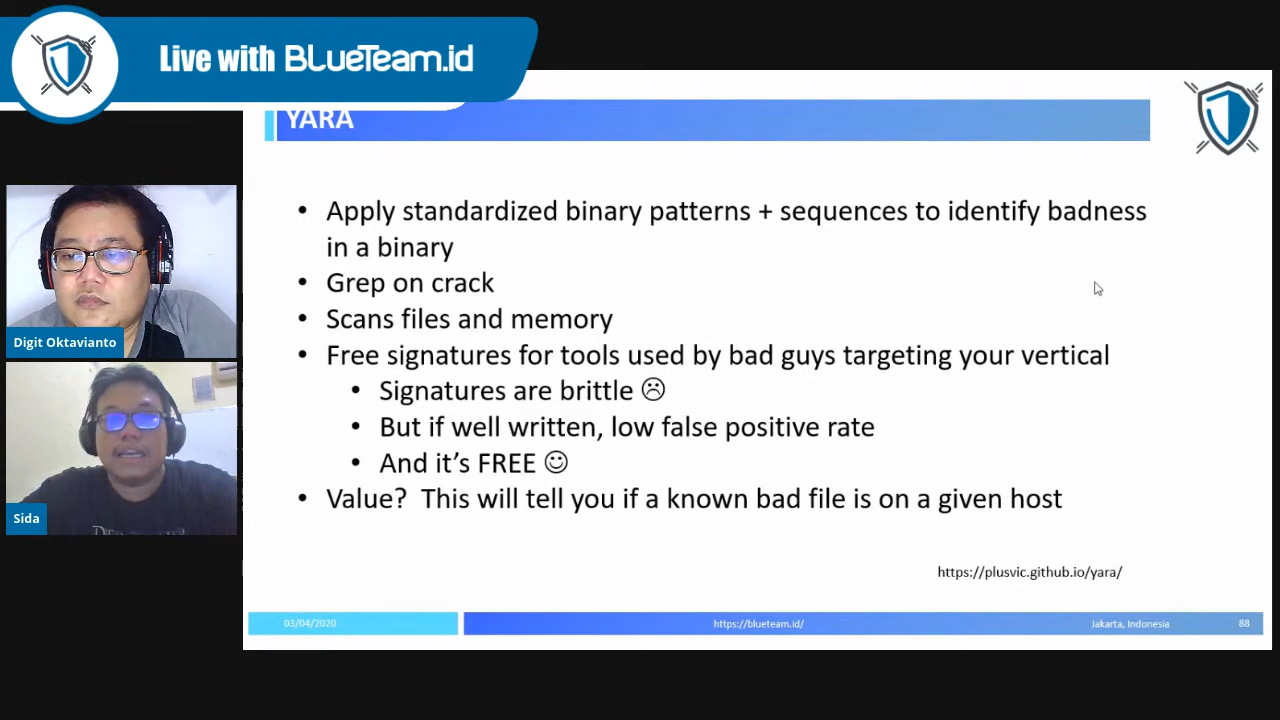 Live with BLUETeam.id
YARA
• Apply standardized binary patterns + sequences to identify badness
in a binary
• Grep on crack
• Scans files and memory
• Free signatures for tools used by bad guys targeting your vertical
• Signatures are brittle ☹
• But if well written, low false positive rate
• And it's FREE ☺
• Value? This will tell you if a known bad file is on a given host
https://plusvic.github.io/yara/
03/04/2020
https://blueteam.id/
Jakarta, Indonesia
88
Digit Oktavianto
Sida